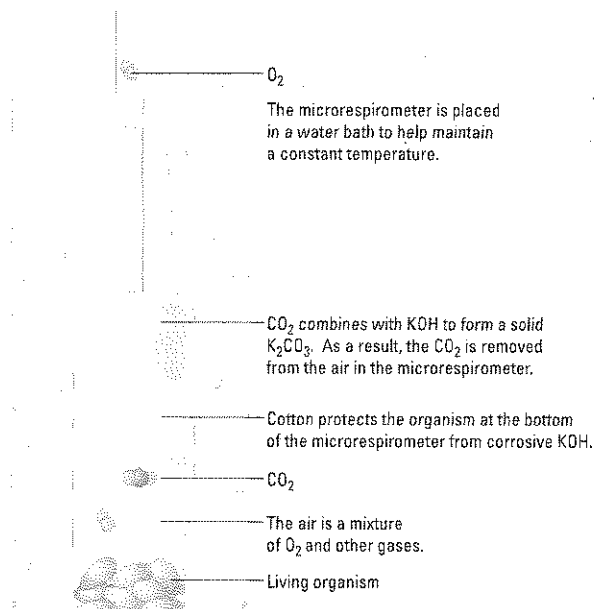 O₂
The microrespirometer is placed
in a water bath to help maintain
a constant temperature.
CO₂ combines with KOH to form a solid
K₂CO₃. As a result, the CO₂ is removed
from the air in the microrespirometer.
Cotton protects the organism at the bottom
of the microrespirometer from corrosive KOH.
CO₂
The air is a mixture
of O₂ and other gases.
Living organism